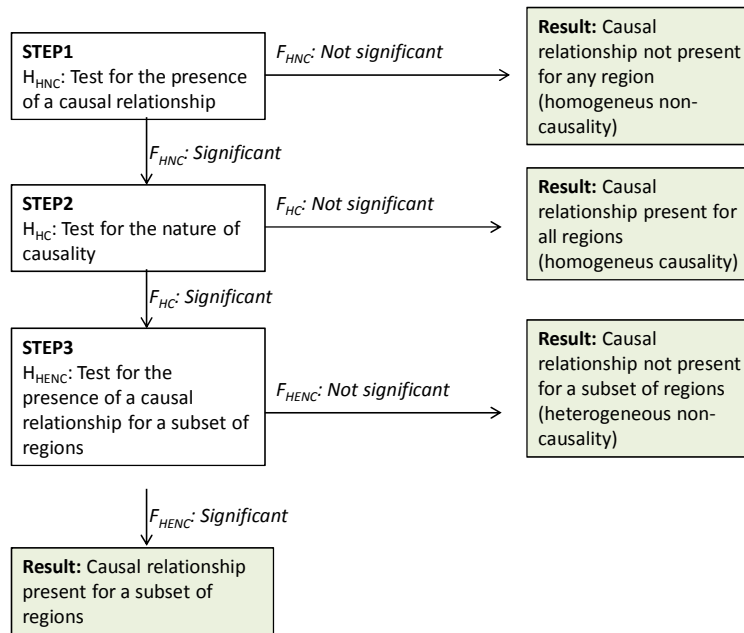 STEP1
H_HNC: Test for the presence
of a causal relationship
F_HNC: Not significant
Result: Causal
relationship not present
for any region
(homogeneus non-
causality)
F_HNC: Significant
STEP2
H_HC: Test for the nature of
causality
F_HC: Not significant
Result: Causal
relationship present for
all regions
(homogeneus causality)
F_HC: Significant
STEP3
H_HENC: Test for the
presence of a causal
relationship for a subset of
regions
F_HENC: Not significant
Result: Causal
relationship not present
for a subset of regions
(heterogeneous non-
causality)
F_HENC: Significant
Result: Causal relationship
present for a subset of
regions